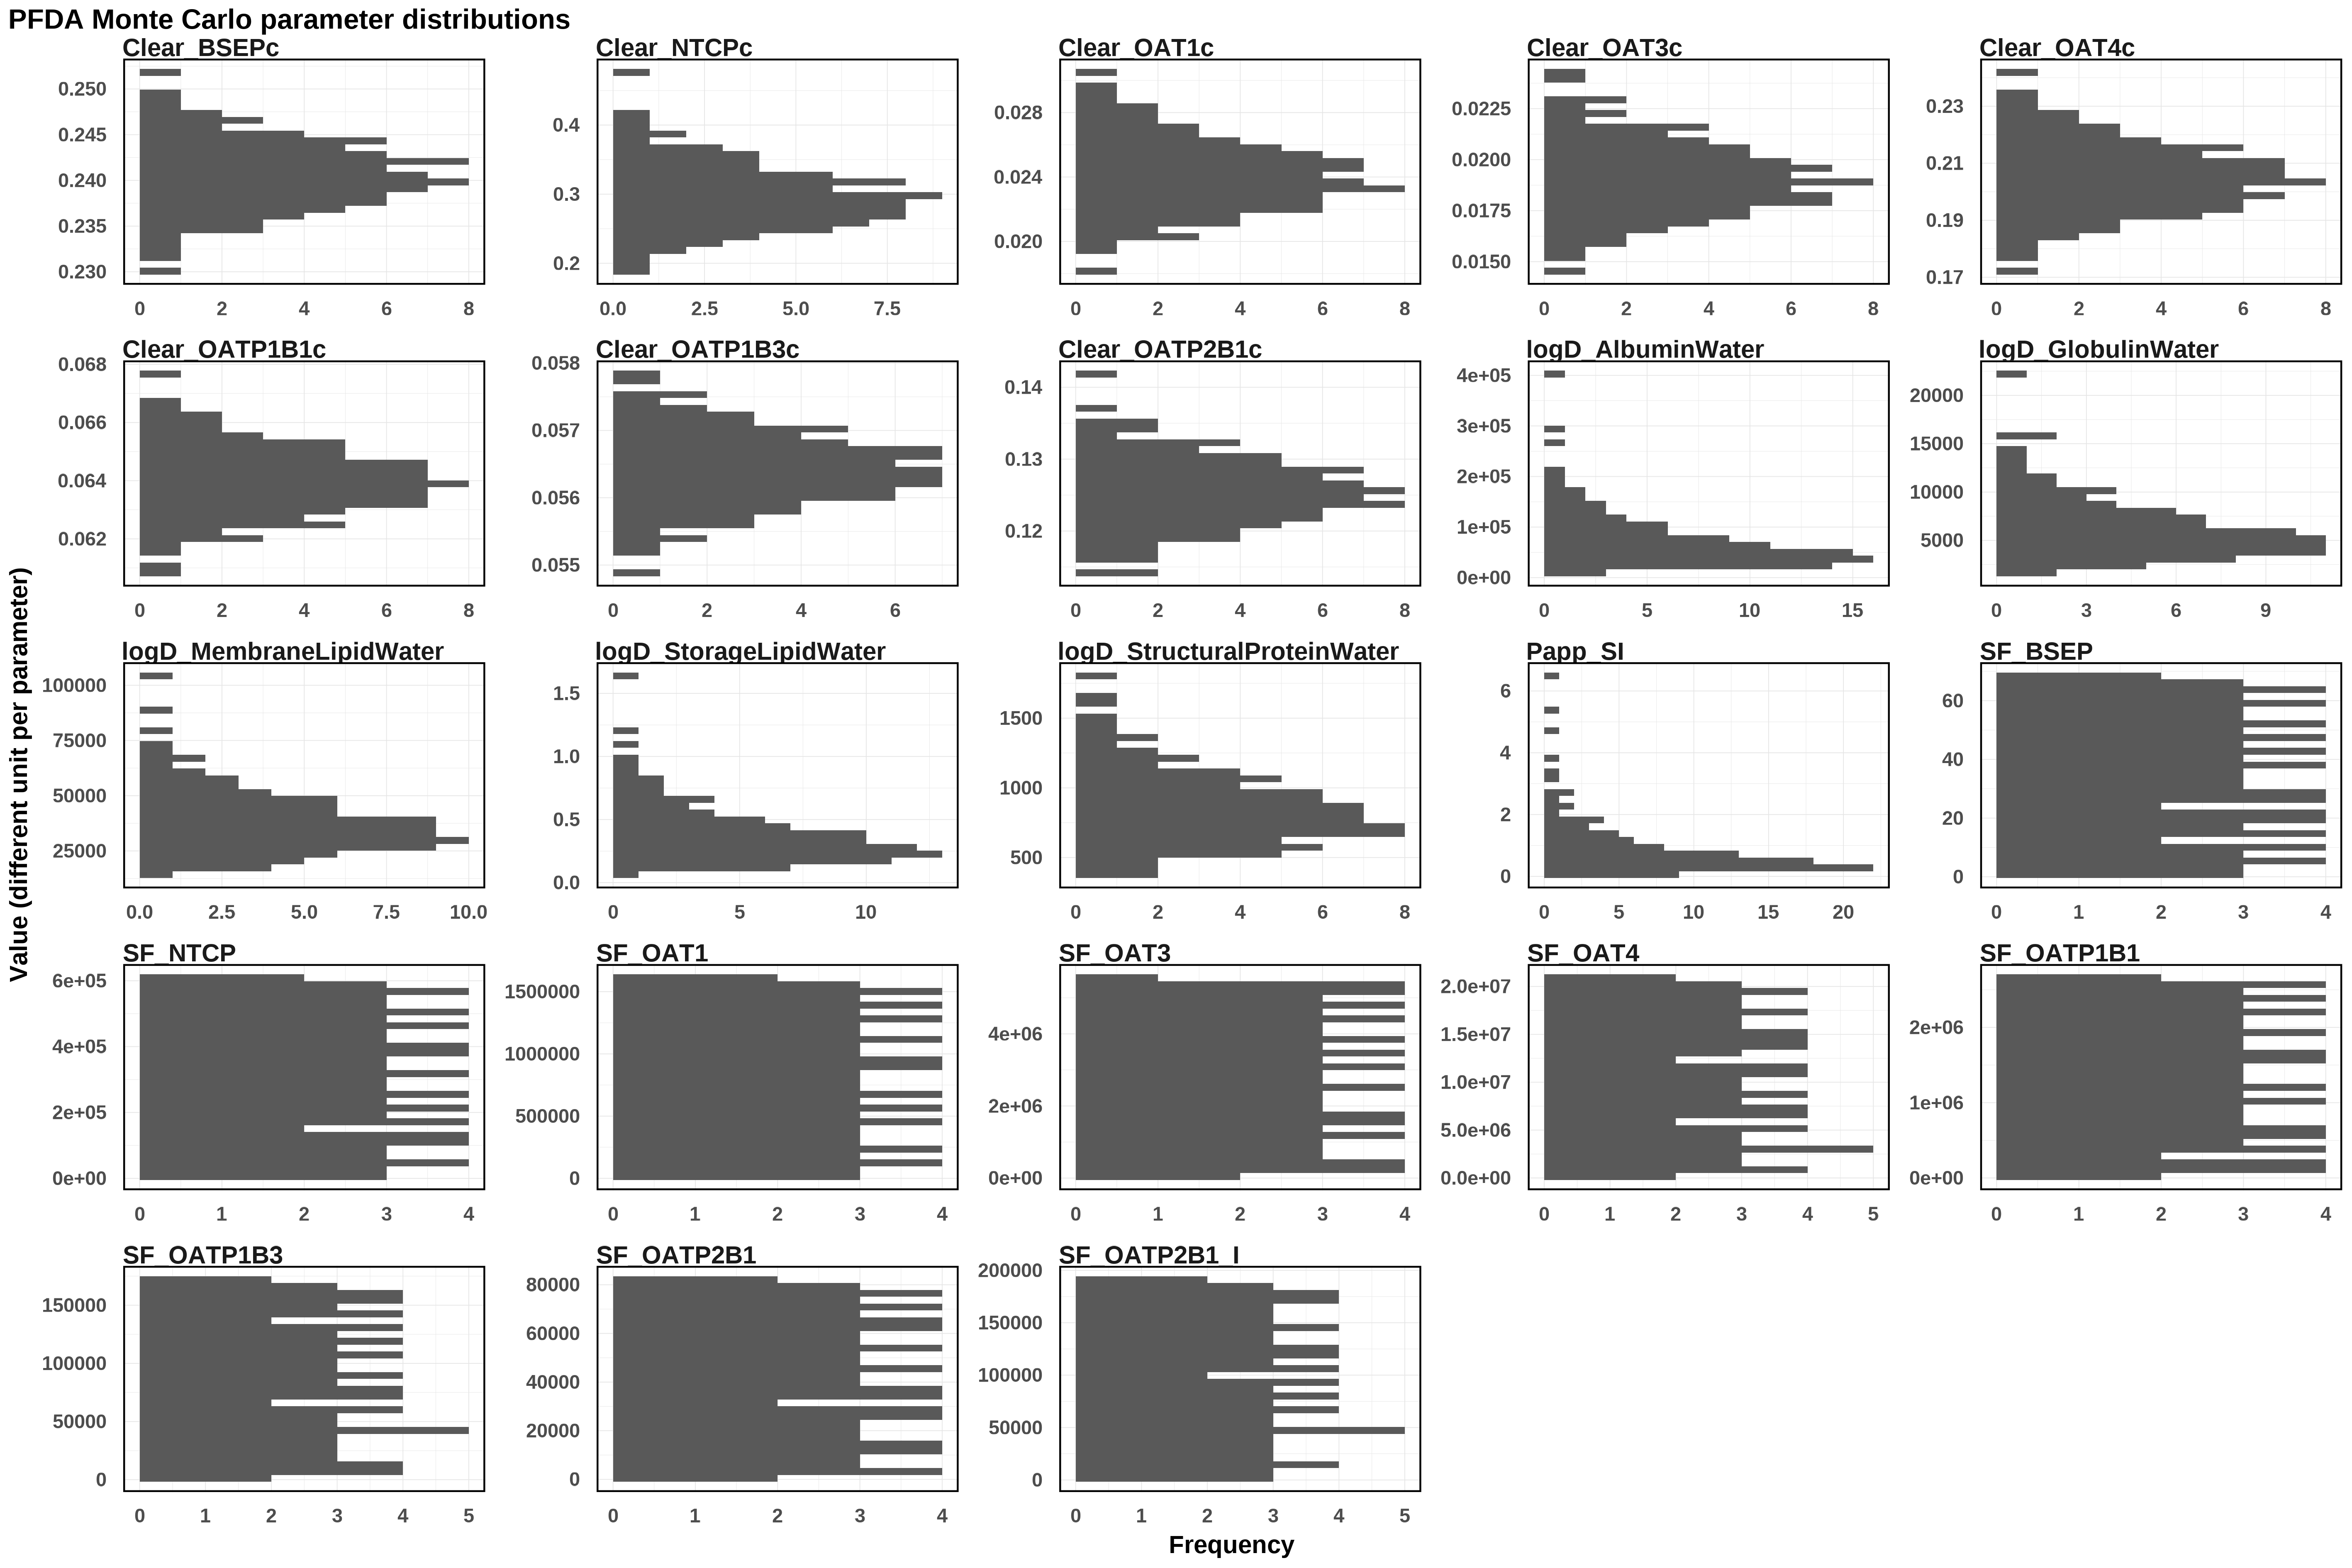 PFDA Monte Carlo parameter distributions
Clear_BSEPc
0.250
0.245
0.240
0.235
0.230
0 2 4 6 8
Clear_NTCPc
0.4
0.3
0.2
0.0 2.5 5.0 7.5
Clear_OAT1c
0.028
0.024
0.020
0 2 4 6 8
Clear_OAT3c
0.0225
0.0200
0.0175
0.0150
0 2 4 6 8
Clear_OAT4c
0.23
0.21
0.19
0.17
0 2 4 6 8
Clear_OATP1B1c
0.068
0.066
0.064
0.062
0 2 4 6 8
Clear_OATP1B3c
0.058
0.057
0.056
0.055
0 2 4 6
Clear_OATP2B1c
0.14
0.13
0.12
0 2 4 6 8
logD_AlbuminWater
4e+05
3e+05
2e+05
1e+05
0e+00
0 5 10 15
logD_GlobulinWater
20000
15000
10000
5000
0 3 6 9
Value (different unit per parameter)
logD_MembraneLipidWater
100000
75000
50000
25000
0.0 2.5 5.0 7.5 10.0
logD_StorageLipidWater
1.5
1.0
0.5
0.0
0 5 10
logD_StructuralProteinWater
1500
1000
500
0 2 4 6 8
Papp_SI
6
4
2
0
0 5 10 15 20
SF_BSEP
60
40
20
0
0 1 2 3 4
SF_NTCP
6e+05
4e+05
2e+05
0e+00
0 1 2 3 4
SF_OAT1
1500000
1000000
500000
0
0 1 2 3 4
SF_OAT3
4e+06
2e+06
0e+00
0 1 2 3 4
SF_OAT4
2.0e+07
1.5e+07
1.0e+07
5.0e+06
0.0e+00
0 1 2 3 4 5
SF_OATP1B1
2e+06
1e+06
0e+00
0 1 2 3 4
SF_OATP1B3
150000
100000
50000
0
0 1 2 3 4 5
SF_OATP2B1
80000
60000
40000
20000
0
0 1 2 3 4
SF_OATP2B1_I
200000
150000
100000
50000
0
0 1 2 3 4 5
Frequency